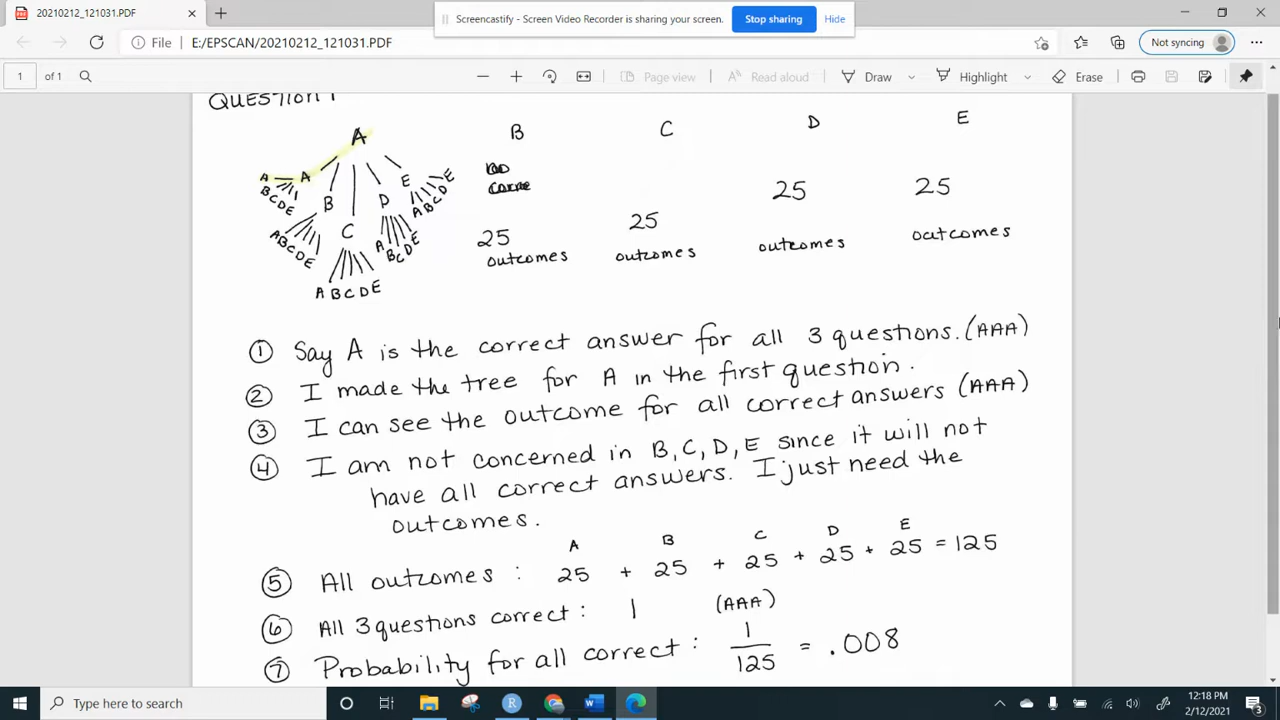 20210212_121031.PDF
Screencastify - Screen Video Recorder is sharing your screen.
Stop sharing
Hide
File
E:/EPSCAN/20210212_121031.PDF
Not syncing
1
of 1
Page view
Read aloud
Draw
Highlight
Erase
QUESTION 1
A B C D E
A B C D E
A B C D E
A B C D E
A B C D E
A B C D E
25 25 25 25
outcomes outcomes outcomes outcomes
① Say A is the correct answer for all 3 questions. (AAA)
② I made the tree for A in the first question.
③ I can see the outcome for all correct answers (AAA)
④ I am not concerned in B, C, D, E since it will not
have all correct answers. I just need the
outcomes.
A B C D E
⑤ All outcomes : 25 + 25 + 25 + 25 + 25 = 125
⑥ All 3 questions correct : 1 (AAA)
⑦ Probability for all correct : 1/125 = .008
Type here to search
12:18 PM
2/12/2021
3